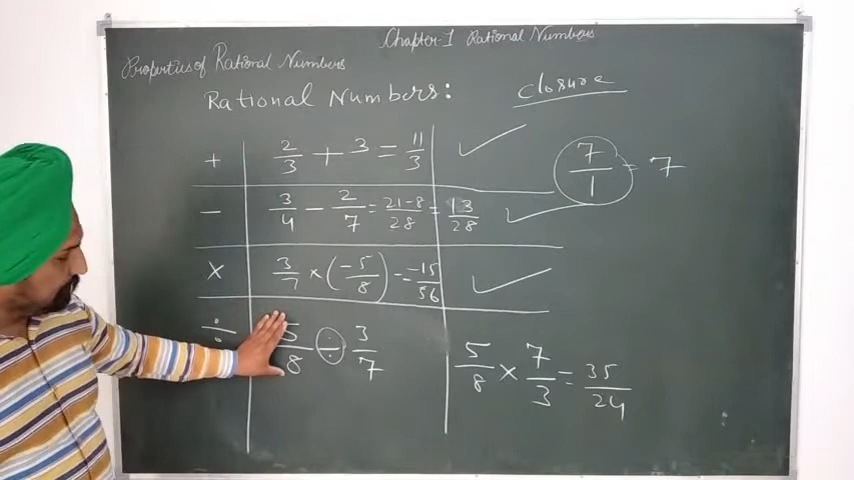 Chapter-1 Rational Numbers
Properties of Rational Numbers
Rational Numbers:
closure
+ 2/3 + 3 = 11/3 ✓
7/1 = 7
- 3/4 - 2/7 = 21-8/28 = 13/28 ✓
× 3/7 × (-5/8) = -15/56 ✓
÷ 5/8 ÷ 3/7
5/8 × 7/3 = 35/24